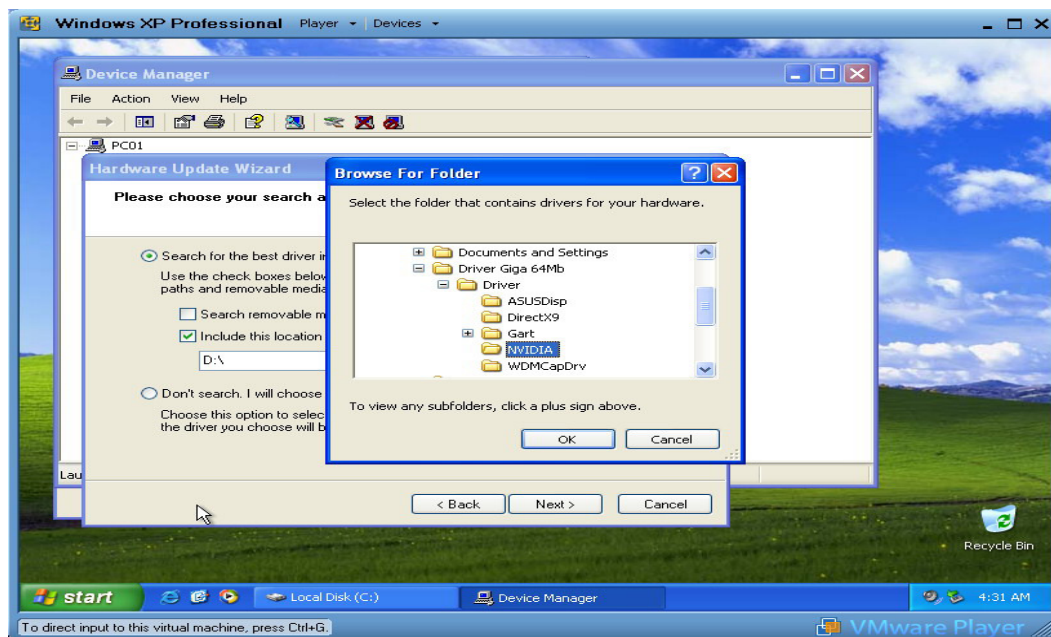 Windows XP Professional Player Devices
Device Manager
File Action View Help
PC01
Hardware Update Wizard
Please choose your search
Search for the best driver
Use the check boxes
paths and removable media
Search removable
Include this location
D:\
Don't search. I will choose
Choose this option to
the driver you choose will
Browse For Folder
Select the folder that contains drivers for your hardware.
Documents and Settings
Driver Giga 64Mb
Driver
ASUSDisp
DirectX9
Gart
NVIDIA
WDMCapDrv
To view any subfolders, click a plus sign above.
OK Cancel
< Back Next > Cancel
Recycle Bin
start Local Disk (C:) Device Manager 4:31 AM
To direct input to this virtual machine, press Ctrl+G. VMware Player